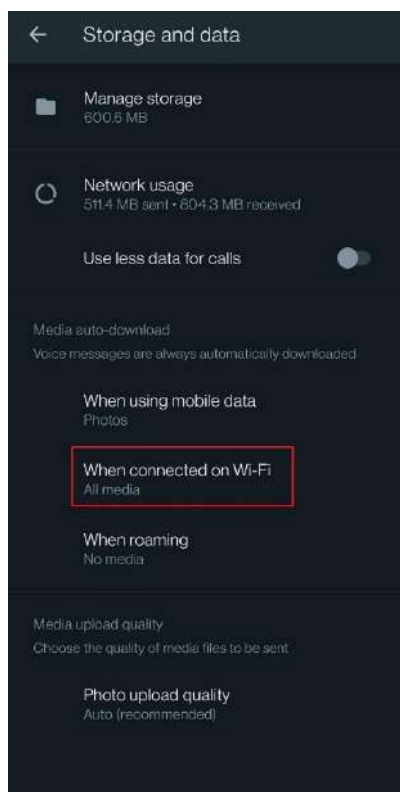 Storage and data
Manage storage
600.6 MB
Network usage
511.4 MB sent • 804.3 MB received
Use less data for calls
Media auto-download
Voice messages are always automatically downloaded
When using mobile data
Photos
When connected on Wi-Fi
All media
When roaming
No media
Media upload quality
Choose the quality of media files to be sent
Photo upload quality
Auto (recommended)